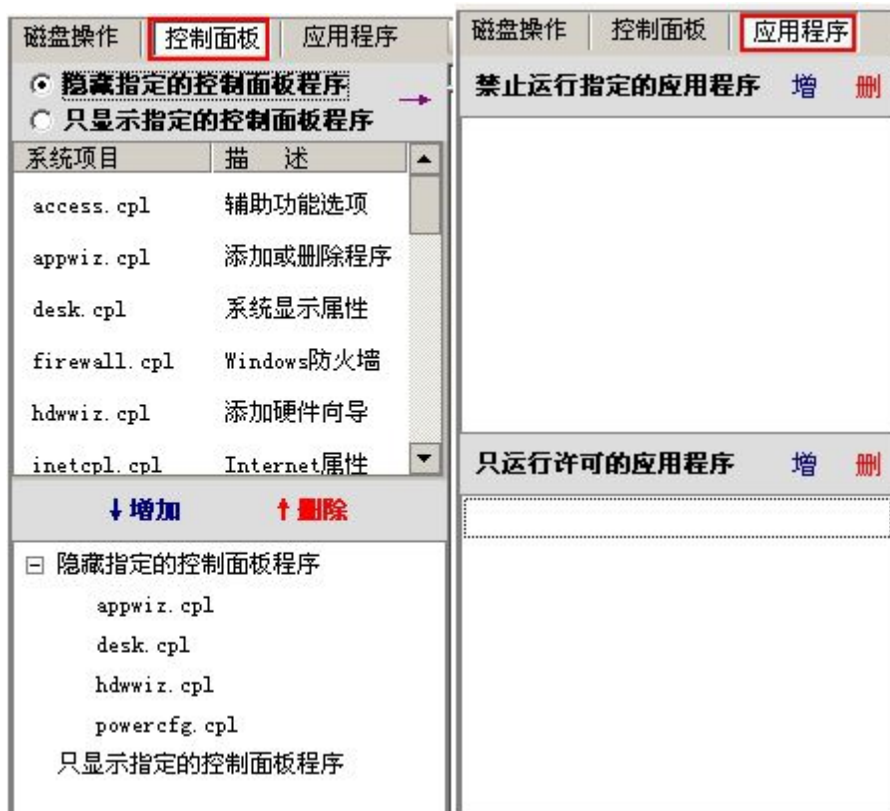 磁盘操作 控制面板 应用程序
隐藏指定的控制面板程序
只显示指定的控制面板程序
系统项目 描 述
access.cpl 辅助功能选项
appwiz.cpl 添加或删除程序
desk.cpl 系统显示属性
firewall.cpl Windows防火墙
hdwwiz.cpl 添加硬件向导
inetcpl.cpl Internet属性
↓增加 ↑删除
隐藏指定的控制面板程序
appwiz.cpl
desk.cpl
hdwwiz.cpl
powercfg.cpl
只显示指定的控制面板程序
磁盘操作 控制面板 应用程序
禁止运行指定的应用程序 增 删
只运行许可的应用程序 增 删